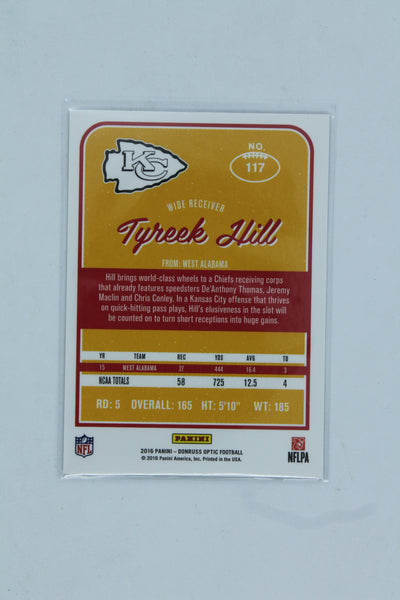 KC
NO.
117
WIDE RECEIVER
Tyreek Hill
FROM: WEST ALABAMA
Hill brings world-class wheels to a Chiefs receiving corps
that already features speedsters De'Anthony Thomas, Jeremy
Maclin and Chris Conley. In a Kansas City offense that thrives
on quick-hitting pass plays, Hill's elusiveness in the slot will
be counted on to turn short receptions into huge gains.
YR TEAM REC YDS AVG TD
15 WEST ALABAMA 27 444 16.4 3
NCAA TOTALS 58 725 12.5 4
RD: 5 OVERALL: 165 HT: 5'10" WT: 185
NFL
PANINI
NFLPA
2016 PANINI – DONRUSS OPTIC FOOTBALL
© 2016 Panini America, Inc. Printed in the USA.